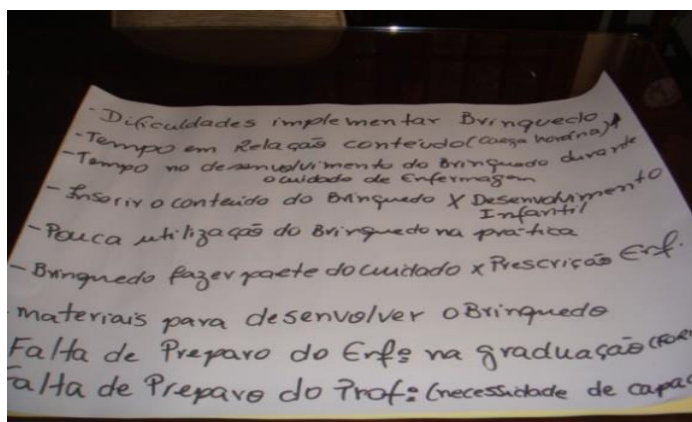 - Dificuldades implementar Brinquedo
- Tempo em Relação conteúdo (carga horária)
- Tempo no desenvolvimento do Brinquedo durante
o cuidado de Enfermagem
- Inserir o conteúdo do Brinquedo X Desenvolvimento
Infantil
- Pouca utilização do Brinquedo na prática
- Brinquedo fazer parte do cuidado x Prescrição Enf.
materiais para desenvolver o Brinquedo
Falta de Preparo do Enfº na graduação
Falta de Preparo do Prof: (necessidade de capac